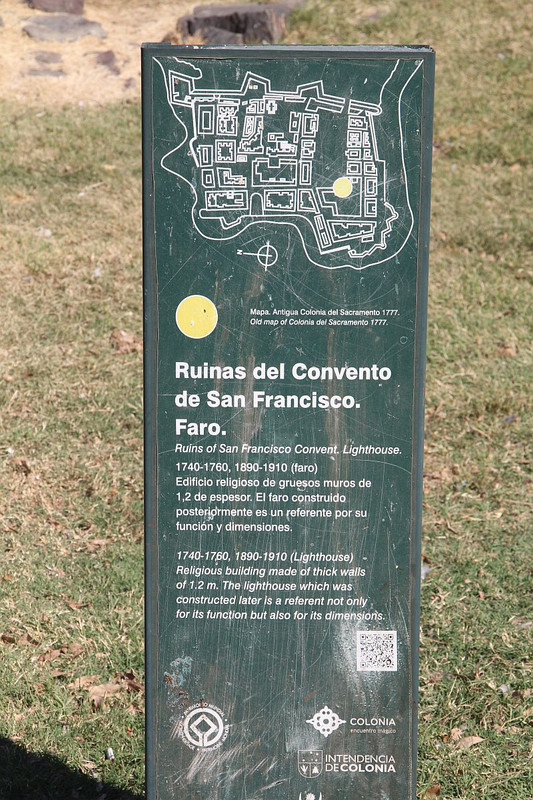 N
Mapa. Antigua Colonia del Sacramento 1777.
Old map of Colonia del Sacramento 1777.
Ruinas del Convento
de San Francisco.
Faro.
Ruins of San Francisco Convent. Lighthouse.
1740-1760, 1890-1910 (faro)
Edificio religioso de gruesos muros de
1,2 de espesor. El faro construido
posteriormente es un referente por su
función y dimensiones.
1740-1760, 1890-1910 (Lighthouse)
Religious building made of thick walls
of 1.2 m. The lighthouse which was
constructed later is a referent not only
for its function but also for its dimensions.
COLONIA
encuentro mágico
INTENDENCIA
DE COLONIA